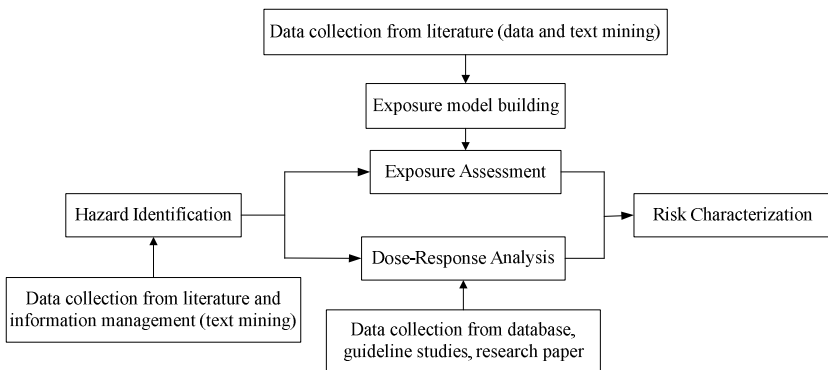 Data collection from literature (data and text mining)
Exposure model building
Exposure Assessment
Hazard Identification
Risk Characterization
Dose-Response Analysis
Data collection from literature and
information management (text mining)
Data collection from database,
guideline studies, research paper